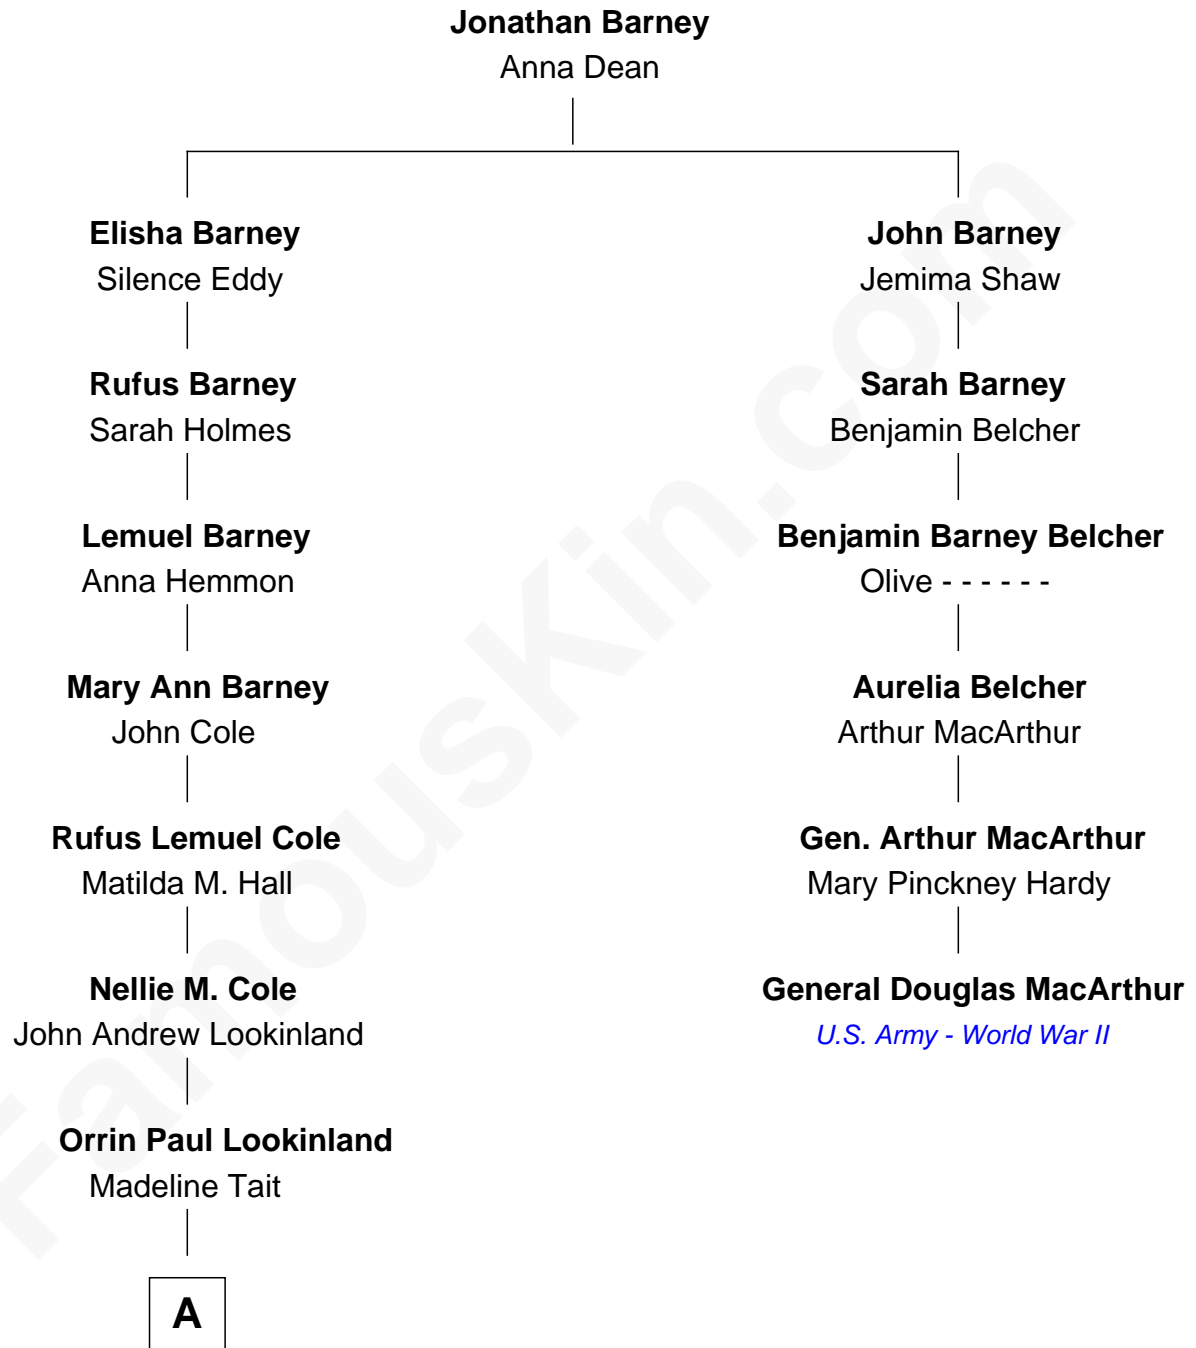 Jonathan Barney
Anna Dean
Elisha Barney
Silence Eddy
John Barney
Jemima Shaw
Rufus Barney
Sarah Holmes
Sarah Barney
Benjamin Belcher
Lemuel Barney
Anna Hemmon
Benjamin Barney Belcher
Olive - - - - - -
Mary Ann Barney
John Cole
Aurelia Belcher
Arthur MacArthur
Rufus Lemuel Cole
Matilda M. Hall
Gen. Arthur MacArthur
Mary Pinckney Hardy
Nellie M. Cole
John Andrew Lookinland
General Douglas MacArthur
U.S. Army - World War II
Orrin Paul Lookinland
Madeline Tait
A
FamousKin.com